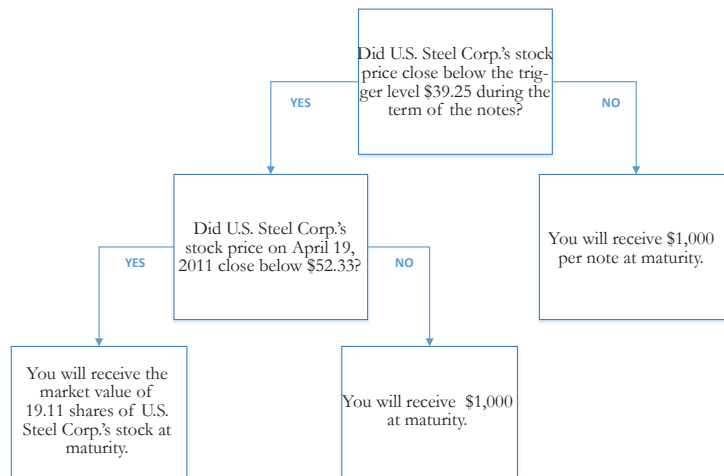 Did U.S. Steel Corp.'s stock
price close below the trig-
ger level $39.25 during the
term of the notes?
YES
NO
Did U.S. Steel Corp.'s
stock price on April 19,
2011 close below $52.33?
You will receive $1,000
per note at maturity.
YES
NO
You will receive the
market value of
19.11 shares of U.S.
Steel Corp.'s stock at
maturity.
You will receive $1,000
at maturity.